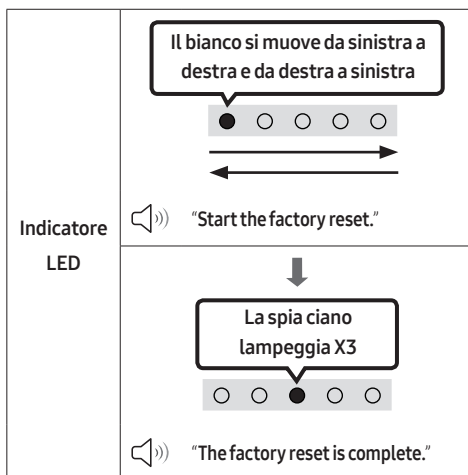 Il bianco si muove da sinistra a
destra e da destra a sinistra
"Start the factory reset."
Indicatore
LED
La spia ciano
lampeggia X3
"The factory reset is complete."